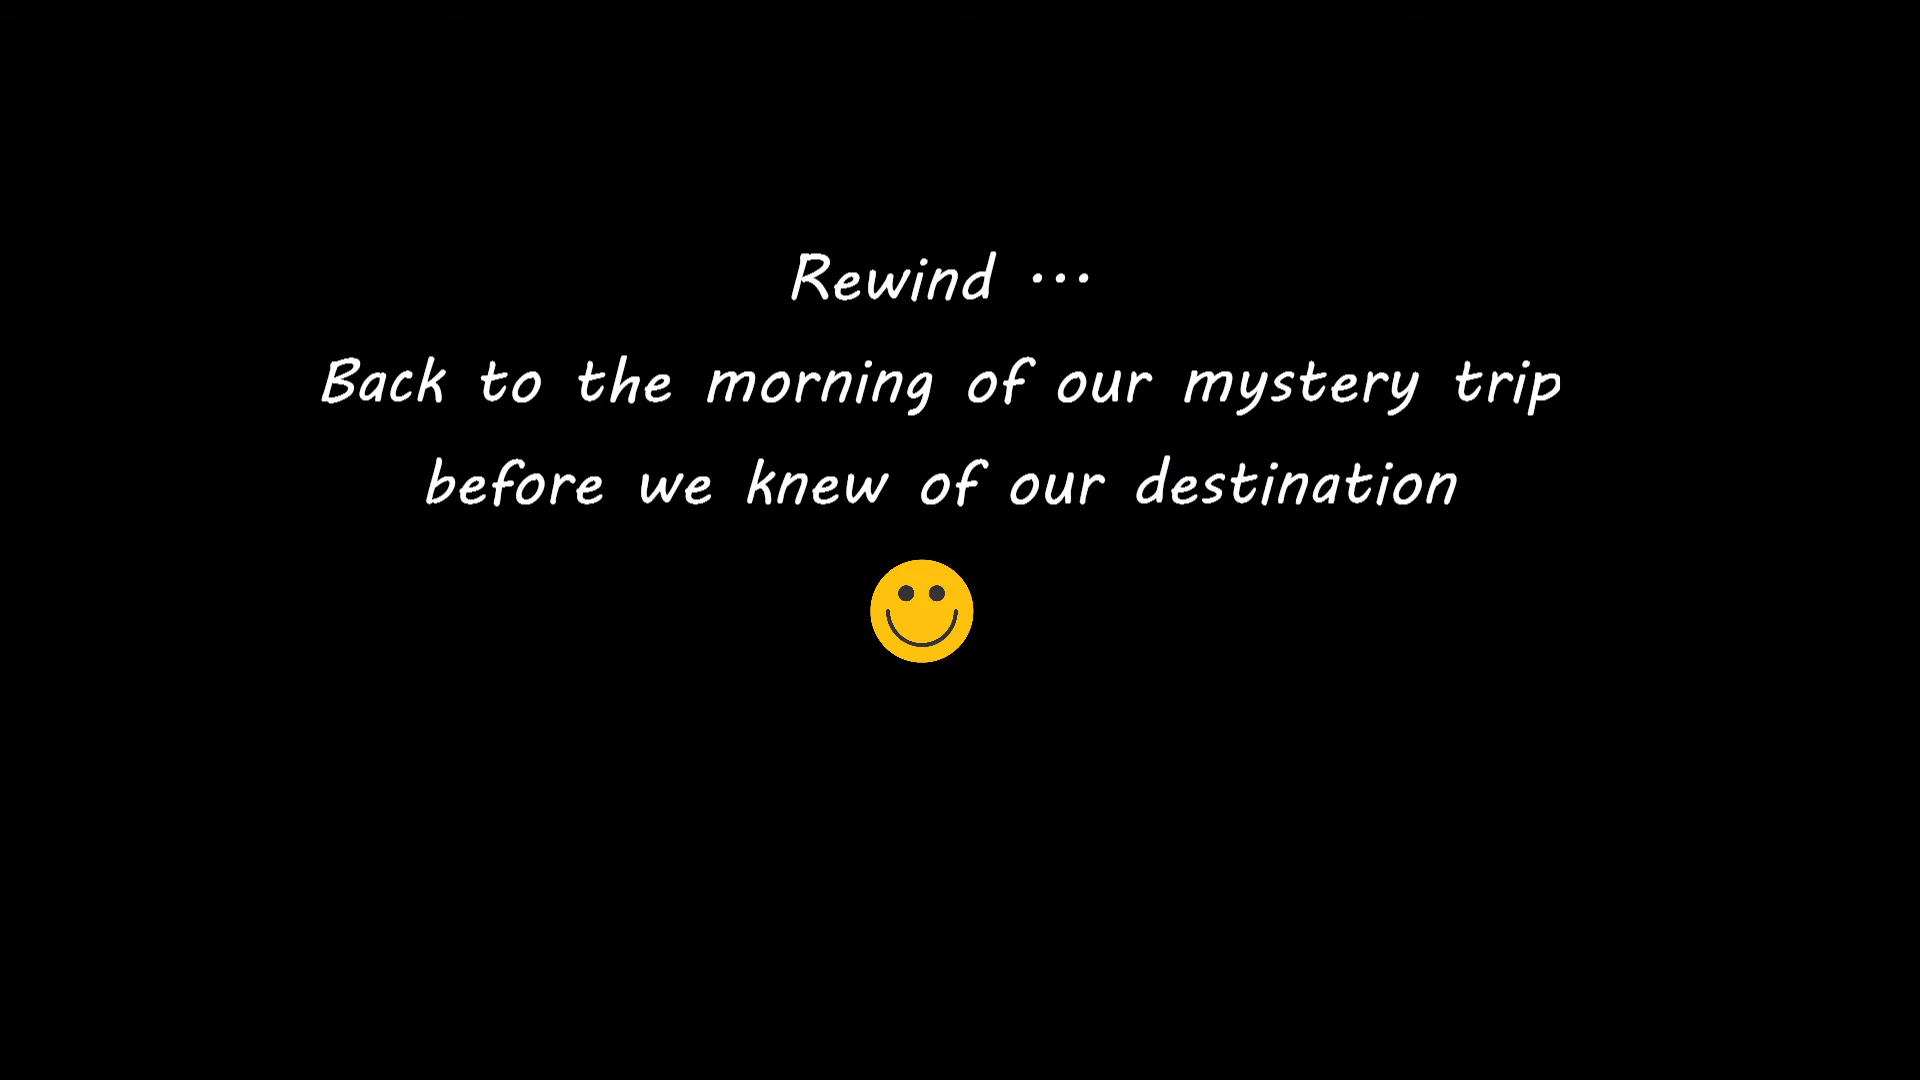 Rewind ...
Back to the morning of our mystery trip
before we knew of our destination